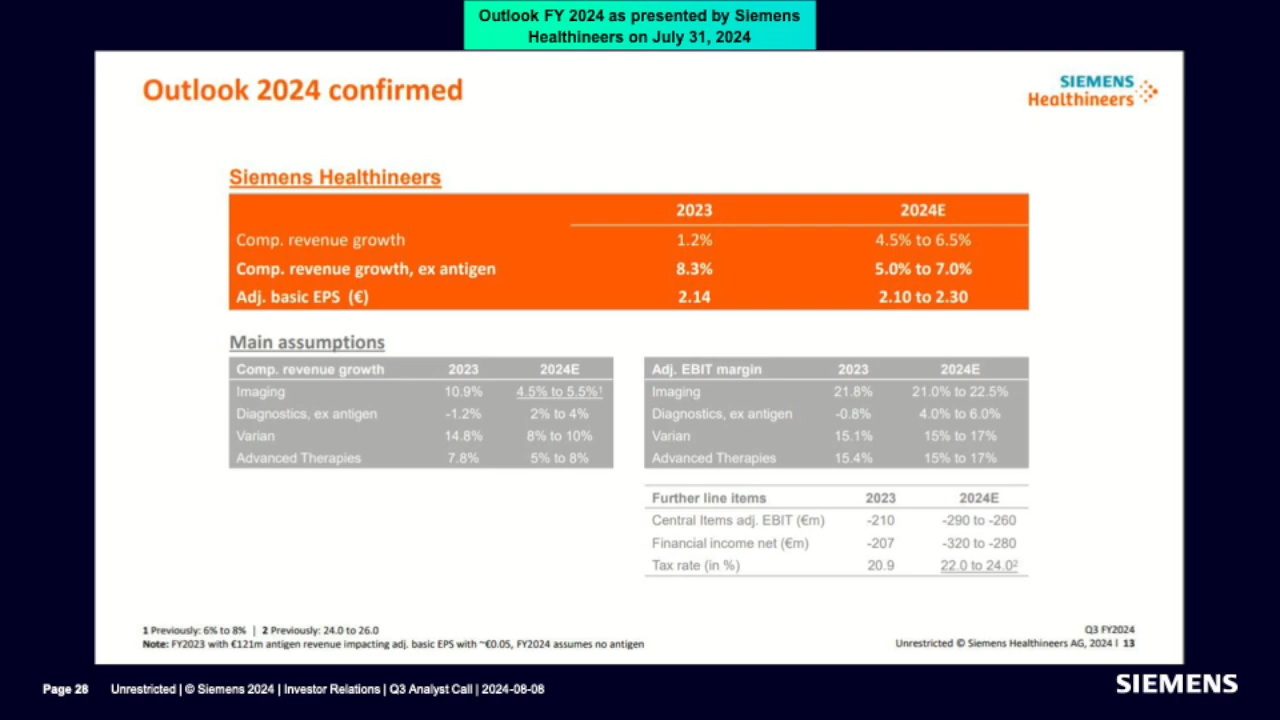 Outlook FY 2024 as presented by Siemens
Healthineers on July 31, 2024
Outlook 2024 confirmed
SIEMENS
Healthineers
Siemens Healthineers
2023 2024E
Comp. revenue growth 1.2% 4.5% to 6.5%
Comp. revenue growth, ex antigen 8.3% 5.0% to 7.0%
Adj. basic EPS (€) 2.14 2.10 to 2.30
Main assumptions
Comp. revenue growth 2023 2024E
Imaging 10.9% 4.5% to 5.5%¹
Diagnostics, ex antigen -1.2% 2% to 4%
Varian 14.8% 8% to 10%
Advanced Therapies 7.8% 5% to 8%
Adj. EBIT margin 2023 2024E
Imaging 21.8% 21.0% to 22.5%
Diagnostics, ex antigen -0.8% 4.0% to 6.0%
Varian 15.1% 15% to 17%
Advanced Therapies 15.4% 15% to 17%
Further line items 2023 2024E
Central Items adj. EBIT (€m) -210 -290 to -260
Financial income net (€m) -207 -320 to -280
Tax rate (in %) 20.9 22.0 to 24.0²
1 Previously: 6% to 8% | 2 Previously: 24.0 to 26.0
Note: FY2023 with €121m antigen revenue impacting adj. basic EPS with ~€0.05, FY2024 assumes no antigen
Q3 FY2024
Unrestricted © Siemens Healthineers AG, 2024 I 13
Page 28 Unrestricted | © Siemens 2024 | Investor Relations | Q3 Analyst Call | 2024-08-08
SIEMENS